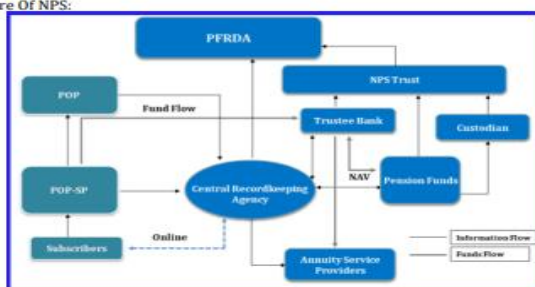 re Of NPS:
PFRDA
NPS Trust
POP
Fund Flow
Trustee Bank
Custodian
POP-SP
Central Recordkeeping
Agency
NAV
Pension Funds
Subscribers
Online
Annuity Service
Providers
Information Flow
Funds Flow